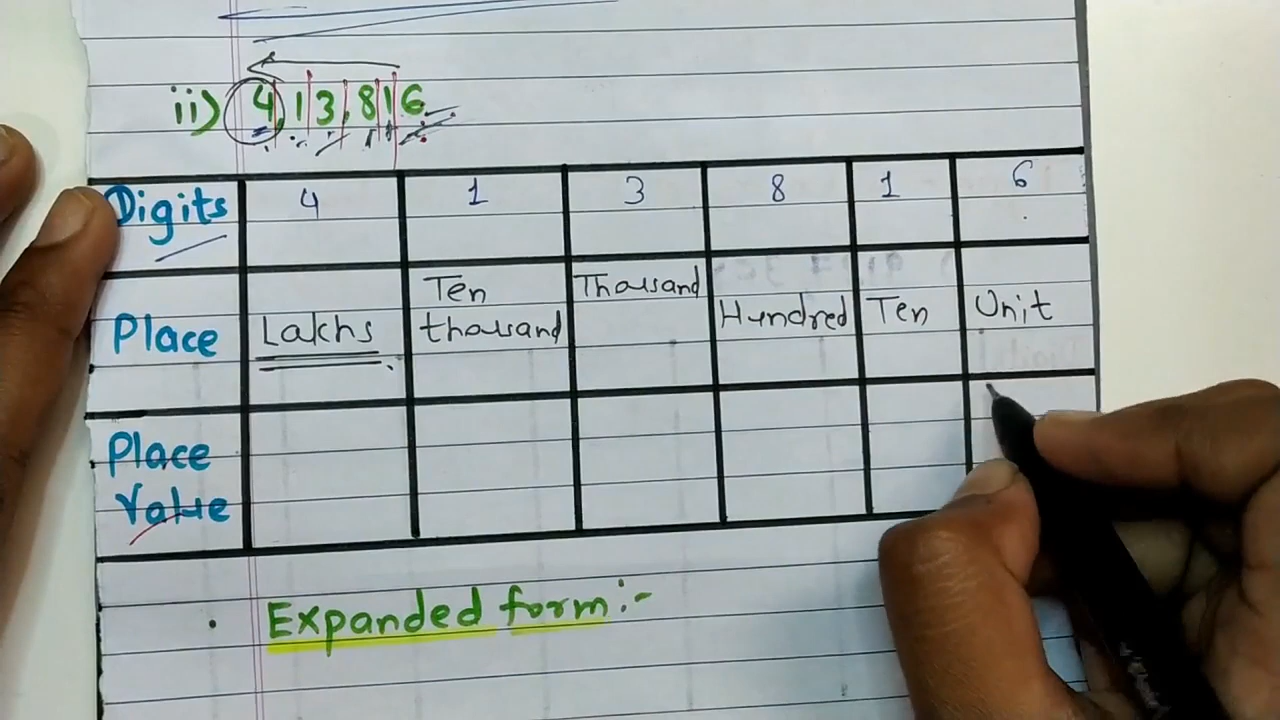 ii) 4,13,816
Digits 4 1 3 8 1 6
Place Lakhs Ten thousand Thousand Hundred Ten Unit
Place
Value
Expanded form:-